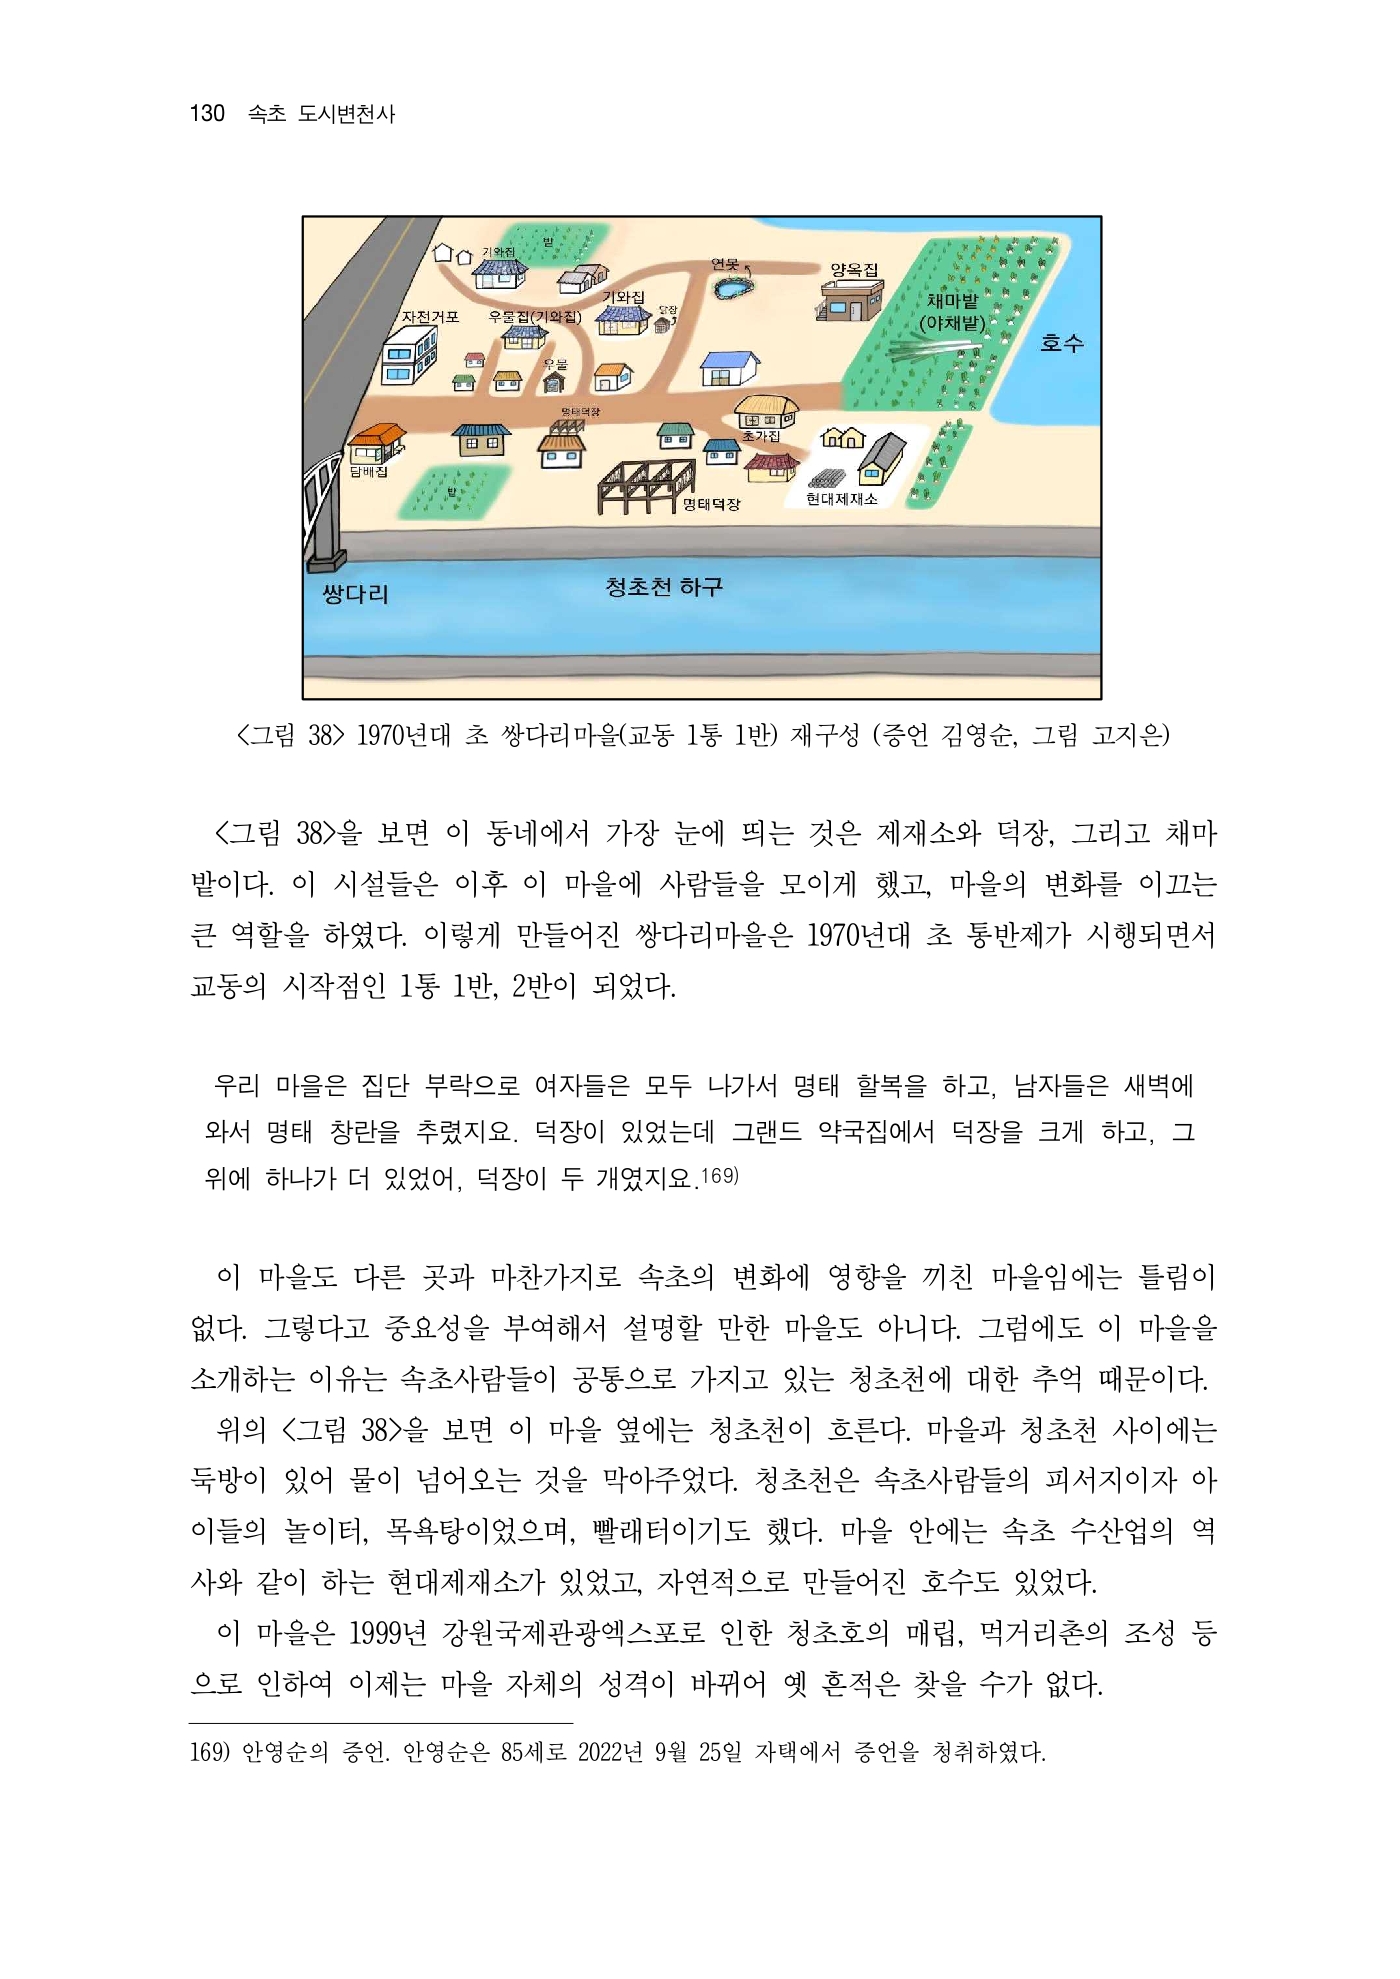 130 속초 도시변천사
기와집
밭
연못
양옥집
자전거포
우물집(기와집)
기와집
닭장
채마밭
(야채밭)
호수
우물
명태덕장
초가집
담배집
밭
명태덕장
현대제재소
쌍다리
청초천 하구
<그림 38> 1970년대 초 쌍다리마을(교동 1통 1반) 재구성 (증언 김영순, 그림 고지은)
<그림 38>을 보면 이 동네에서 가장 눈에 띄는 것은 제재소와 덕장, 그리고 채마
밭이다. 이 시설들은 이후 이 마을에 사람들을 모이게 했고, 마을의 변화를 이끄는
큰 역할을 하였다. 이렇게 만들어진 쌍다리마을은 1970년대 초 통반제가 시행되면서
교동의 시작점인 1통 1반, 2반이 되었다.
우리 마을은 집단 부락으로 여자들은 모두 나가서 명태 할복을 하고, 남자들은 새벽에
와서 명태 창란을 추렸지요. 덕장이 있었는데 그랜드 약국집에서 덕장을 크게 하고, 그
위에 하나가 더 있었어, 덕장이 두 개였지요.169)
이 마을도 다른 곳과 마찬가지로 속초의 변화에 영향을 끼친 마을임에는 틀림이
없다. 그렇다고 중요성을 부여해서 설명할 만한 마을도 아니다. 그럼에도 이 마을을
소개하는 이유는 속초사람들이 공통으로 가지고 있는 청초천에 대한 추억 때문이다.
위의 <그림 38>을 보면 이 마을 옆에는 청초천이 흐른다. 마을과 청초천 사이에는
둑방이 있어 물이 넘어오는 것을 막아주었다. 청초천은 속초사람들의 피서지이자 아
이들의 놀이터, 목욕탕이었으며, 빨래터이기도 했다. 마을 안에는 속초 수산업의 역
사와 같이 하는 현대제재소가 있었고, 자연적으로 만들어진 호수도 있었다.
이 마을은 1999년 강원국제관광엑스포로 인한 청초호의 매립, 먹거리촌의 조성 등
으로 인하여 이제는 마을 자체의 성격이 바뀌어 옛 흔적은 찾을 수가 없다.
169) 안영순의 증언. 안영순은 85세로 2022년 9월 25일 자택에서 증언을 청취하였다.